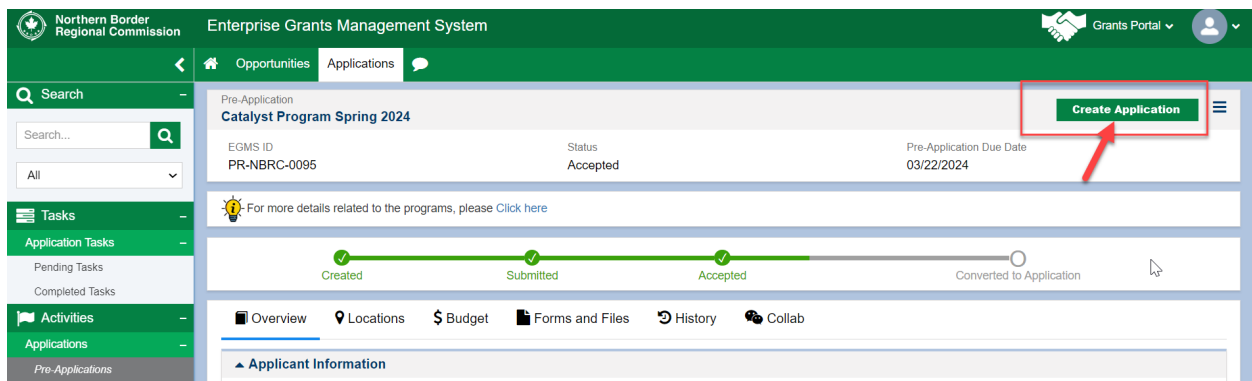 Northern Border
Regional Commission
Enterprise Grants Management System
Grants Portal
Opportunities
Applications
Search
Search...
All
Tasks
Application Tasks
Pending Tasks
Completed Tasks
Activities
Applications
Pre-Applications
Pre-Application
Catalyst Program Spring 2024
Create Application
EGMS ID
Status
Pre-Application Due Date
PR-NBRC-0095
Accepted
03/22/2024
For more details related to the programs, please Click here
Created
Submitted
Accepted
Converted to Application
Overview
Locations
$ Budget
Forms and Files
History
Collab
Applicant Information